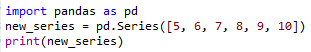 import pandas as pd
new_series = pd.Series([5, 6, 7, 8, 9, 10])
print(new_series)